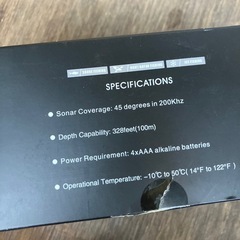 SPECIFICATIONS
Sonar Coverage: 45 degrees in 200Khz
Depth Capability: 328feet(100m)
Power Requirement: 4xAAA alkaline batteries
Operational Temperature: –10℃ to 50℃( 14°F to 122°F )